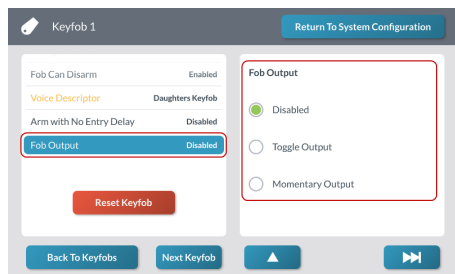 Keyfob 1
Return To System Configuration
Fob Can Disarm Enabled
Voice Descriptor Daughters Keyfob
Arm with No Entry Delay Disabled
Fob Output Disabled
Reset Keyfob
Fob Output
Disabled
Toggle Output
Momentary Output
Back To Keyfobs
Next Keyfob